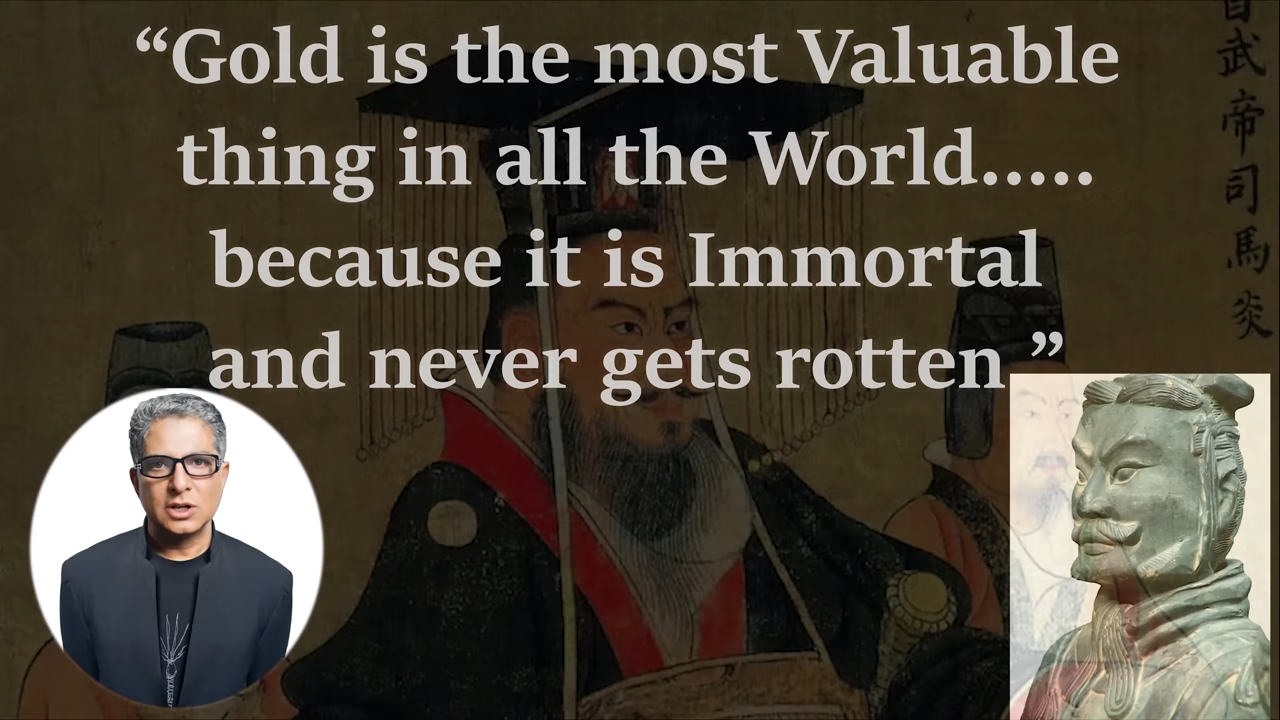 “Gold is the most Valuable
thing in all the World.....
because it is Immortal
and never gets rotten ”
武帝司馬炎